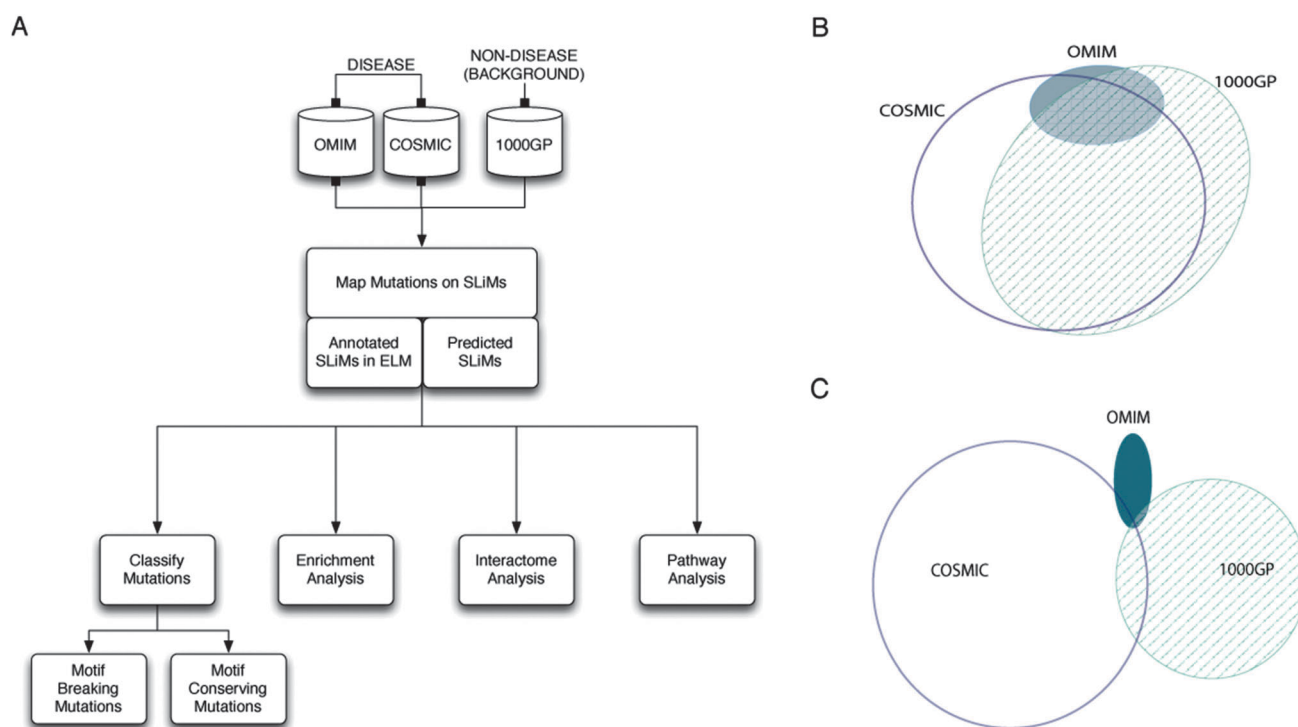 A
DISEASE
NON-DISEASE
(BACKGROUND)
OMIM
COSMIC
1000GP
Map Mutations on SLiMs
Annotated
SLiMs in ELM
Predicted
SLiMs
Classify
Mutations
Enrichment
Analysis
Interactome
Analysis
Pathway
Analysis
Motif
Breaking
Mutations
Motif
Conserving
Mutations
B
OMIM
1000GP
COSMIC
C
OMIM
COSMIC
1000GP